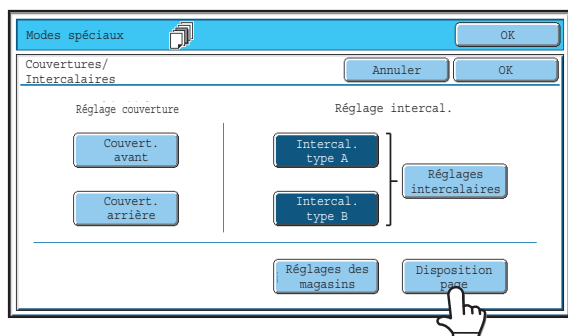 Modes spéciaux
OK
Couvertures/
Intercalaires
Annuler
OK
Réglage couverture
Réglage intercal.
Couvert.
avant
Intercal.
type A
Réglages
intercalaires
Couvert.
arrière
Intercal.
type B
Réglages des
magasins
Disposition
page